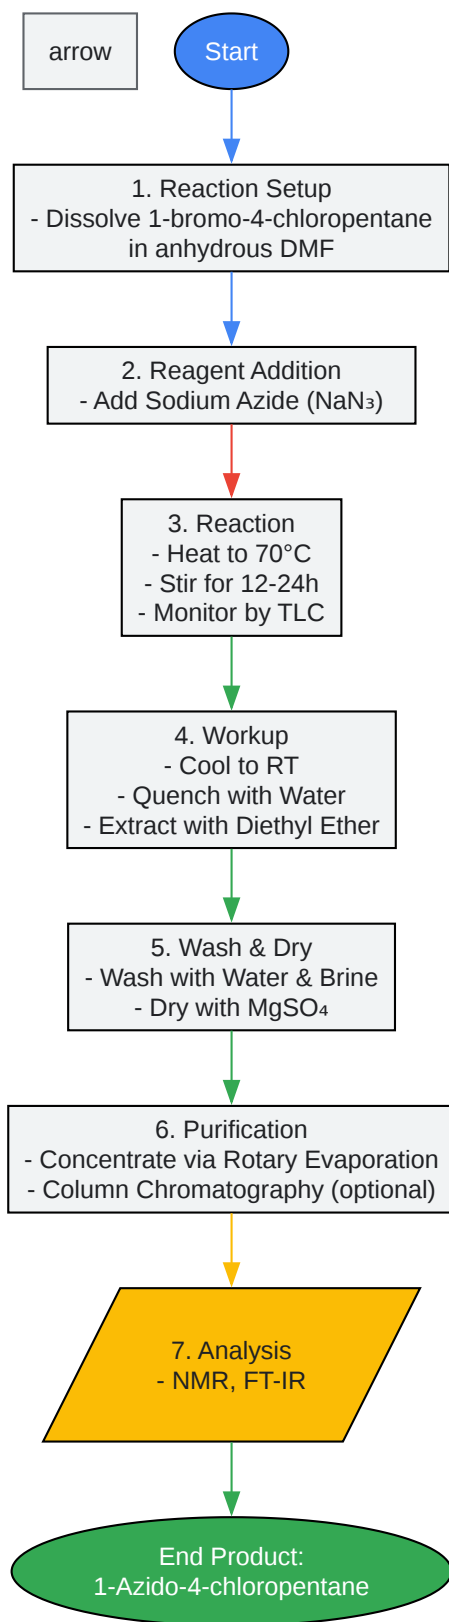 arrow
Start
1. Reaction Setup
- Dissolve 1-bromo-4-chloropentane
in anhydrous DMF
2. Reagent Addition
- Add Sodium Azide (NaN₃)
3. Reaction
- Heat to 70°C
- Stir for 12-24h
- Monitor by TLC
4. Workup
- Cool to RT
- Quench with Water
- Extract with Diethyl Ether
5. Wash & Dry
- Wash with Water & Brine
- Dry with MgSO₄
6. Purification
- Concentrate via Rotary Evaporation
- Column Chromatography (optional)
7. Analysis
- NMR, FT-IR
End Product:
1-Azido-4-chloropentane